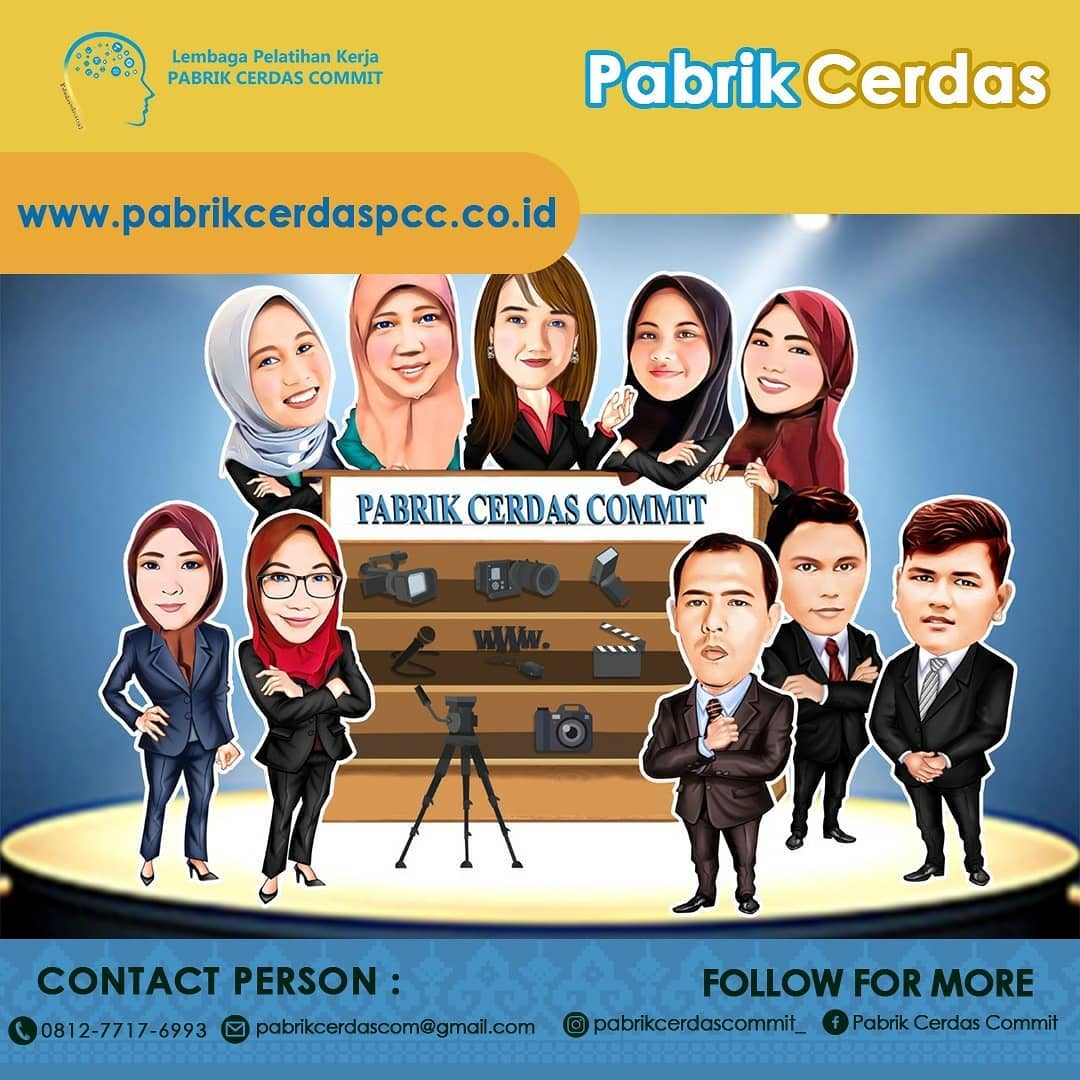 Lembaga Pelatihan Kerja
PABRIK CERDAS COMMIT
Pabrik Cerdas
www.pabrikcerdaspcc.co.id
PABRIK CERDAS COMMIT
www.
CONTACT PERSON :
0812-7717-6993
pabrikcerdascom@gmail.com
FOLLOW FOR MORE
pabrikcerdascommit_
Pabrik Cerdas Commit